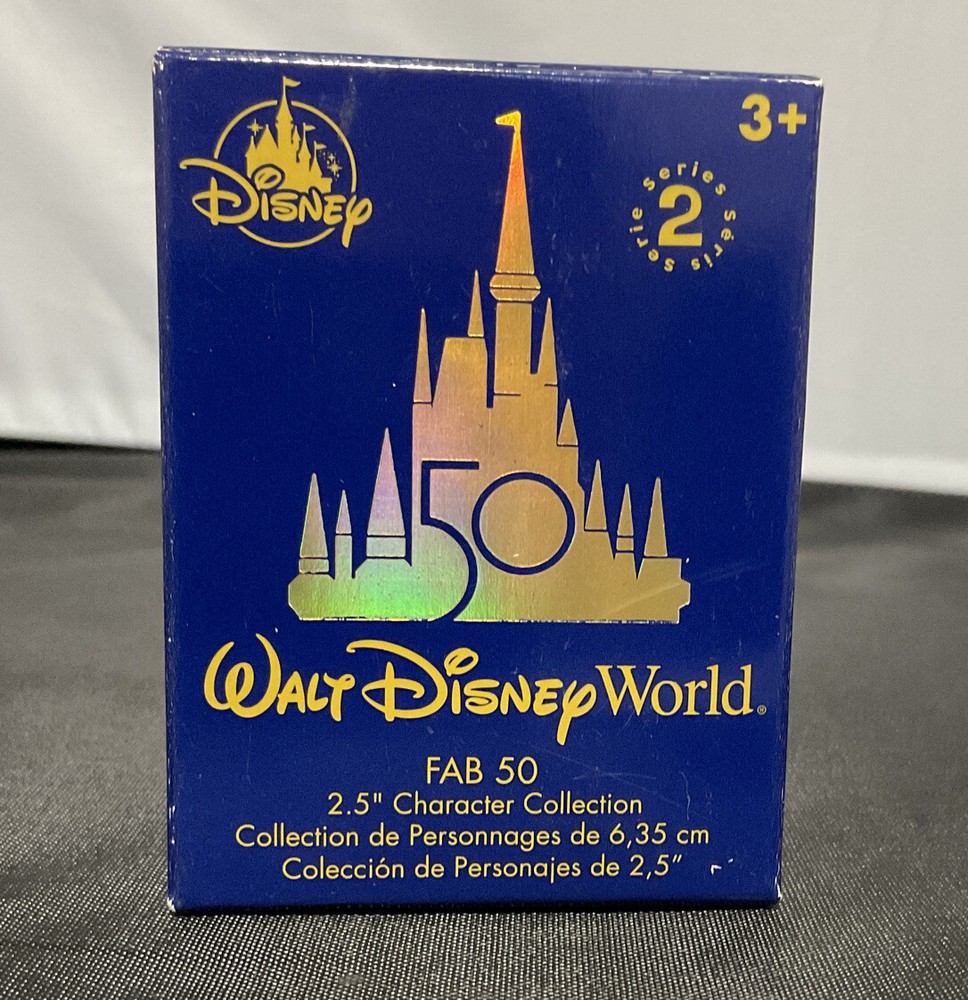 Disney
3+
series
séris
serie
2
50
Walt Disney World®
FAB 50
2.5" Character Collection
Collection de Personnages de 6,35 cm
Colección de Personajes de 2,5"